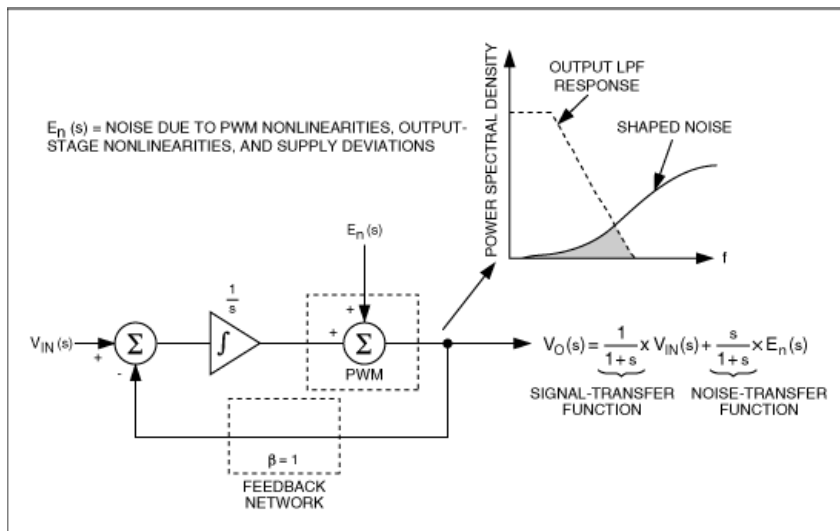 E_n (s) = NOISE DUE TO PWM NONLINEARITIES, OUTPUT-
STAGE NONLINEARITIES, AND SUPPLY DEVIATIONS
POWER SPECTRAL DENSITY
OUTPUT LPF
RESPONSE
SHAPED NOISE
f
E_n(s)
1/s
V_IN(s)
+
-
Σ
∫
+
+
Σ
PWM
β = 1
FEEDBACK
NETWORK
V_O(s) = 1/(1+s) x V_IN(s) + s/(1+s) × E_n(s)
SIGNAL-TRANSFER
FUNCTION
NOISE-TRANSFER
FUNCTION